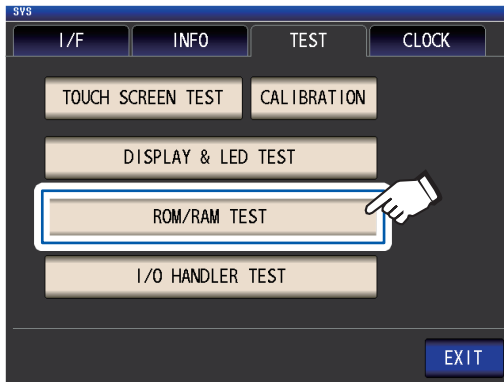 SYS
I/F INFO TEST CLOCK
TOUCH SCREEN TEST CALIBRATION
DISPLAY & LED TEST
ROM/RAM TEST
I/O HANDLER TEST
EXIT